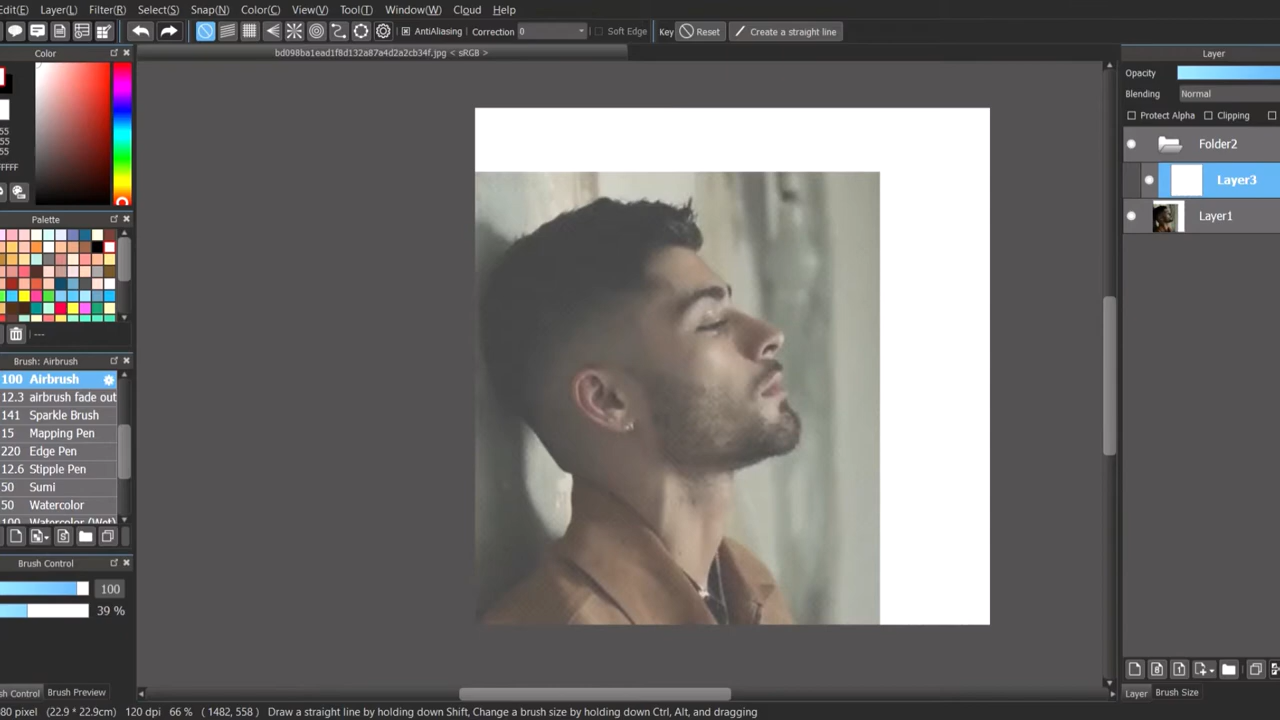 Edit(E) Layer(L) Filter(R) Select(S) Snap(N) Color(C) View(V) Tool(T) Window(W) Cloud Help
AntiAliasing Correction 0 Soft Edge Key Reset Create a straight line
Color
bd098ba1ead1f8d132a87a4d2a2cb34f.jpg < sRGB >
Layer
Opacity
Blending Normal
Protect Alpha Clipping
Folder2
Layer3
Layer1
55
55
55
FFFFF
Palette
---
Brush: Airbrush
100 Airbrush
12.3 airbrush fade out
141 Sparkle Brush
15 Mapping Pen
220 Edge Pen
12.6 Stipple Pen
50 Sumi
50 Watercolor
100 Watercolor (Wet)
Brush Control
100
39 %
sh Control Brush Preview
Layer Brush Size
80 pixel (22.9 * 22.9cm) 120 dpi 66 % ( 1482, 558 ) Draw a straight line by holding down Shift, Change a brush size by holding down Ctrl, Alt, and dragging